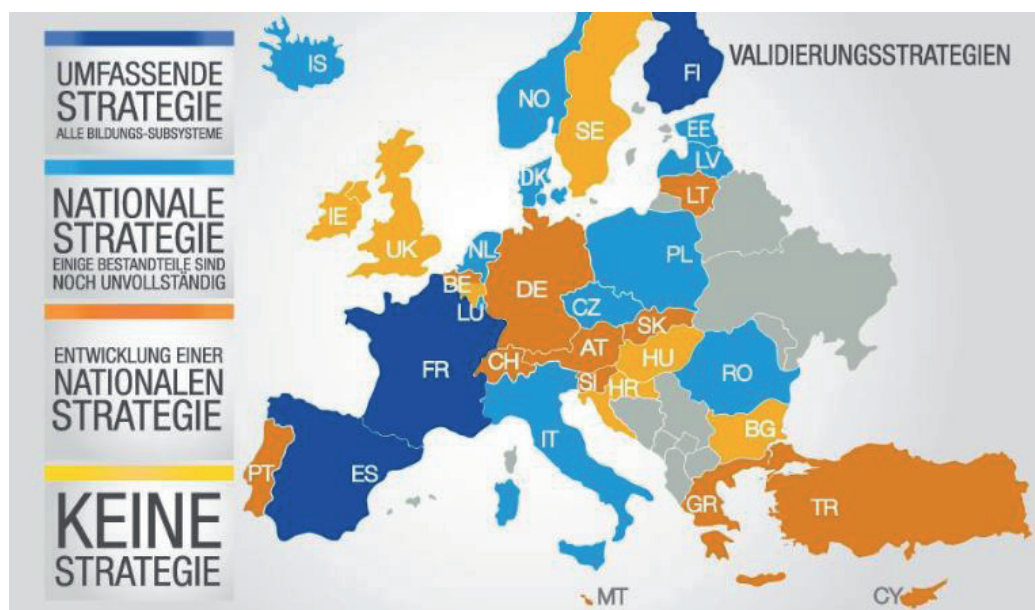 VALIDIERUNGSSTRATEGIEN
UMFASSENDE
STRATEGIE
ALLE BILDUNGS-SUBSYSTEME
NATIONALE
STRATEGIE
EINIGE BESTANDTEILE SIND
NOCH UNVOLLSTÄNDIG
ENTWICKLUNG EINER
NATIONALEN
STRATEGIE
KEINE
STRATEGIE
IS
FI
NO
SE
EE
LV
DK
LT
IE
UK
NL
PL
BE
DE
LU
CZ
SK
FR
CH
AT
HU
SI
HR
RO
IT
BG
PT
ES
GR
TR
MT
CY